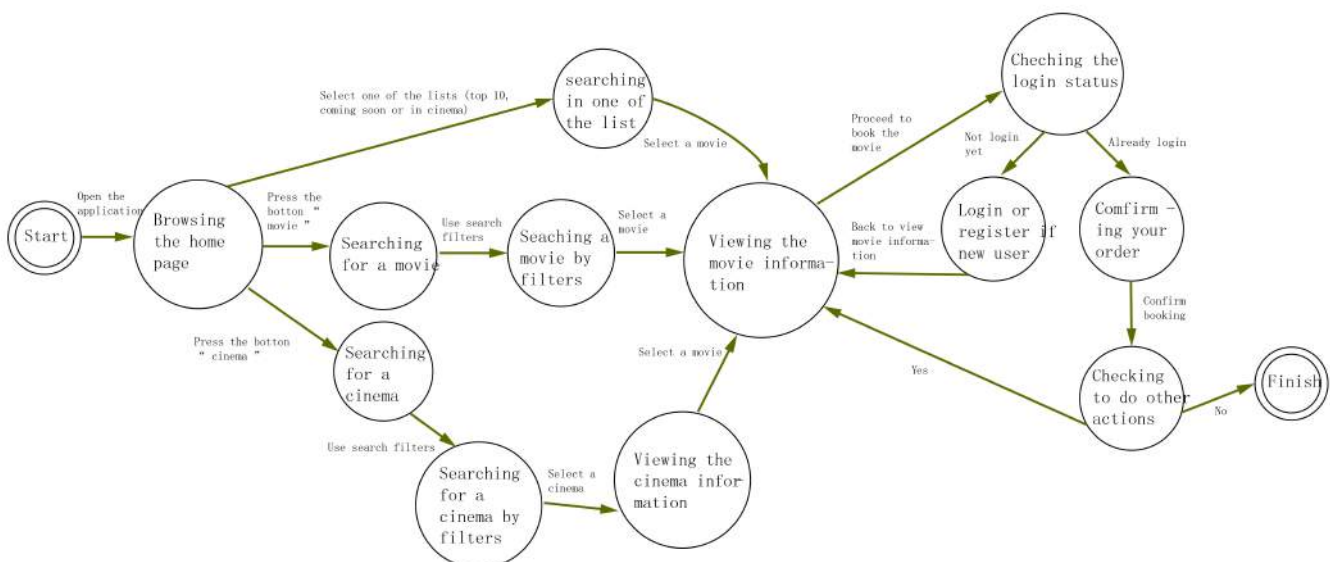 Start
Open the
application
Browsing
the home
page
Select one of the lists (top 10,
coming soon or in cinema)
searching
in one of
the list
Select a movie
Press the
botton “
movie ”
Searching
for a movie
Use search
filters
Seaching a
movie by
filters
Select a
movie
Press the botton
“ cinema ”
Searching
for a
cinema
Use search filters
Searching
for a
cinema by
filters
Select a
cinema
Viewing the
cinema infor-
mation
Select a movie
Viewing the
movie informa-
tion
Proceed to
book the
movie
Cheching the
login status
Not login
yet
Already login
Login or
register if
new user
Back to view
movie informa-
tion
Comfirm -
ing your
order
Confirm
booking
Checking
to do other
actions
Yes
No
Finish